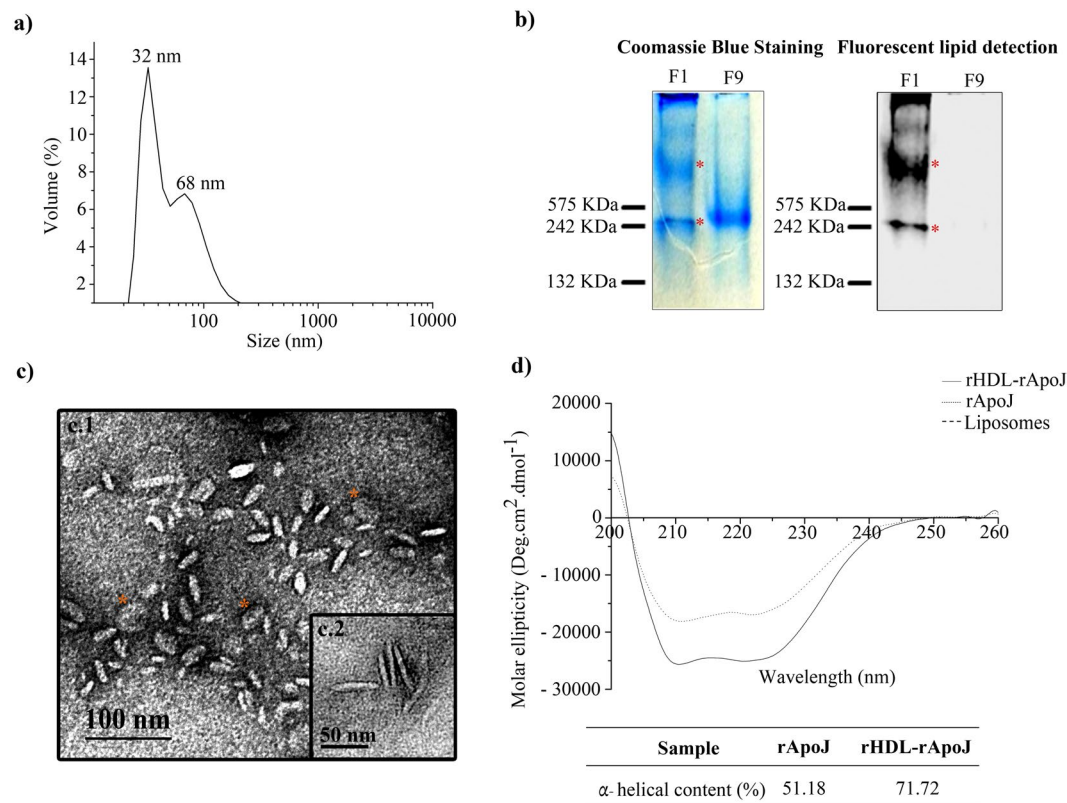 a)
32 nm
68 nm
14
12
10
8
6
4
2
Volume (%)
100
1000
10000
Size (nm)
b)
Coomassie Blue Staining
Fluorescent lipid detection
F1
F9
F1
F9
*
*
*
*
575 KDa
242 KDa
132 KDa
575 KDa
242 KDa
132 KDa
c)
c.1
*
*
*
100 nm
c.2
50 nm
d)
rHDL-rApoJ
rApoJ
Liposomes
20000
10000
0
- 10000
- 20000
- 30000
Molar ellipticity (Deg.cm2.dmol-1)
200
210
220
230
240
250
260
Wavelength (nm)
Sample rApoJ rHDL-rApoJ
α- helical content (%) 51.18 71.72